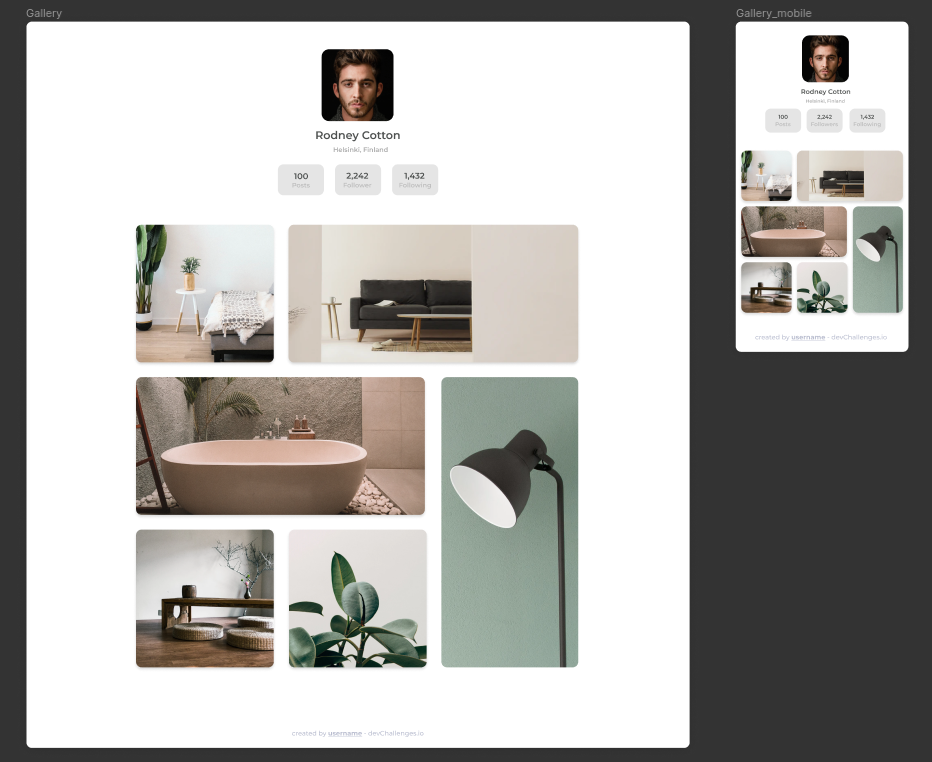 Gallery
Rodney Cotton
Helsinki, Finland
100
Posts
2,242
Follower
1,432
Following
created by username - devChallenges.io
Gallery_mobile
Rodney Cotton
Helsinki, Finland
100
Posts
2,242
Followers
1,432
Following
created by username - devChallenges.io